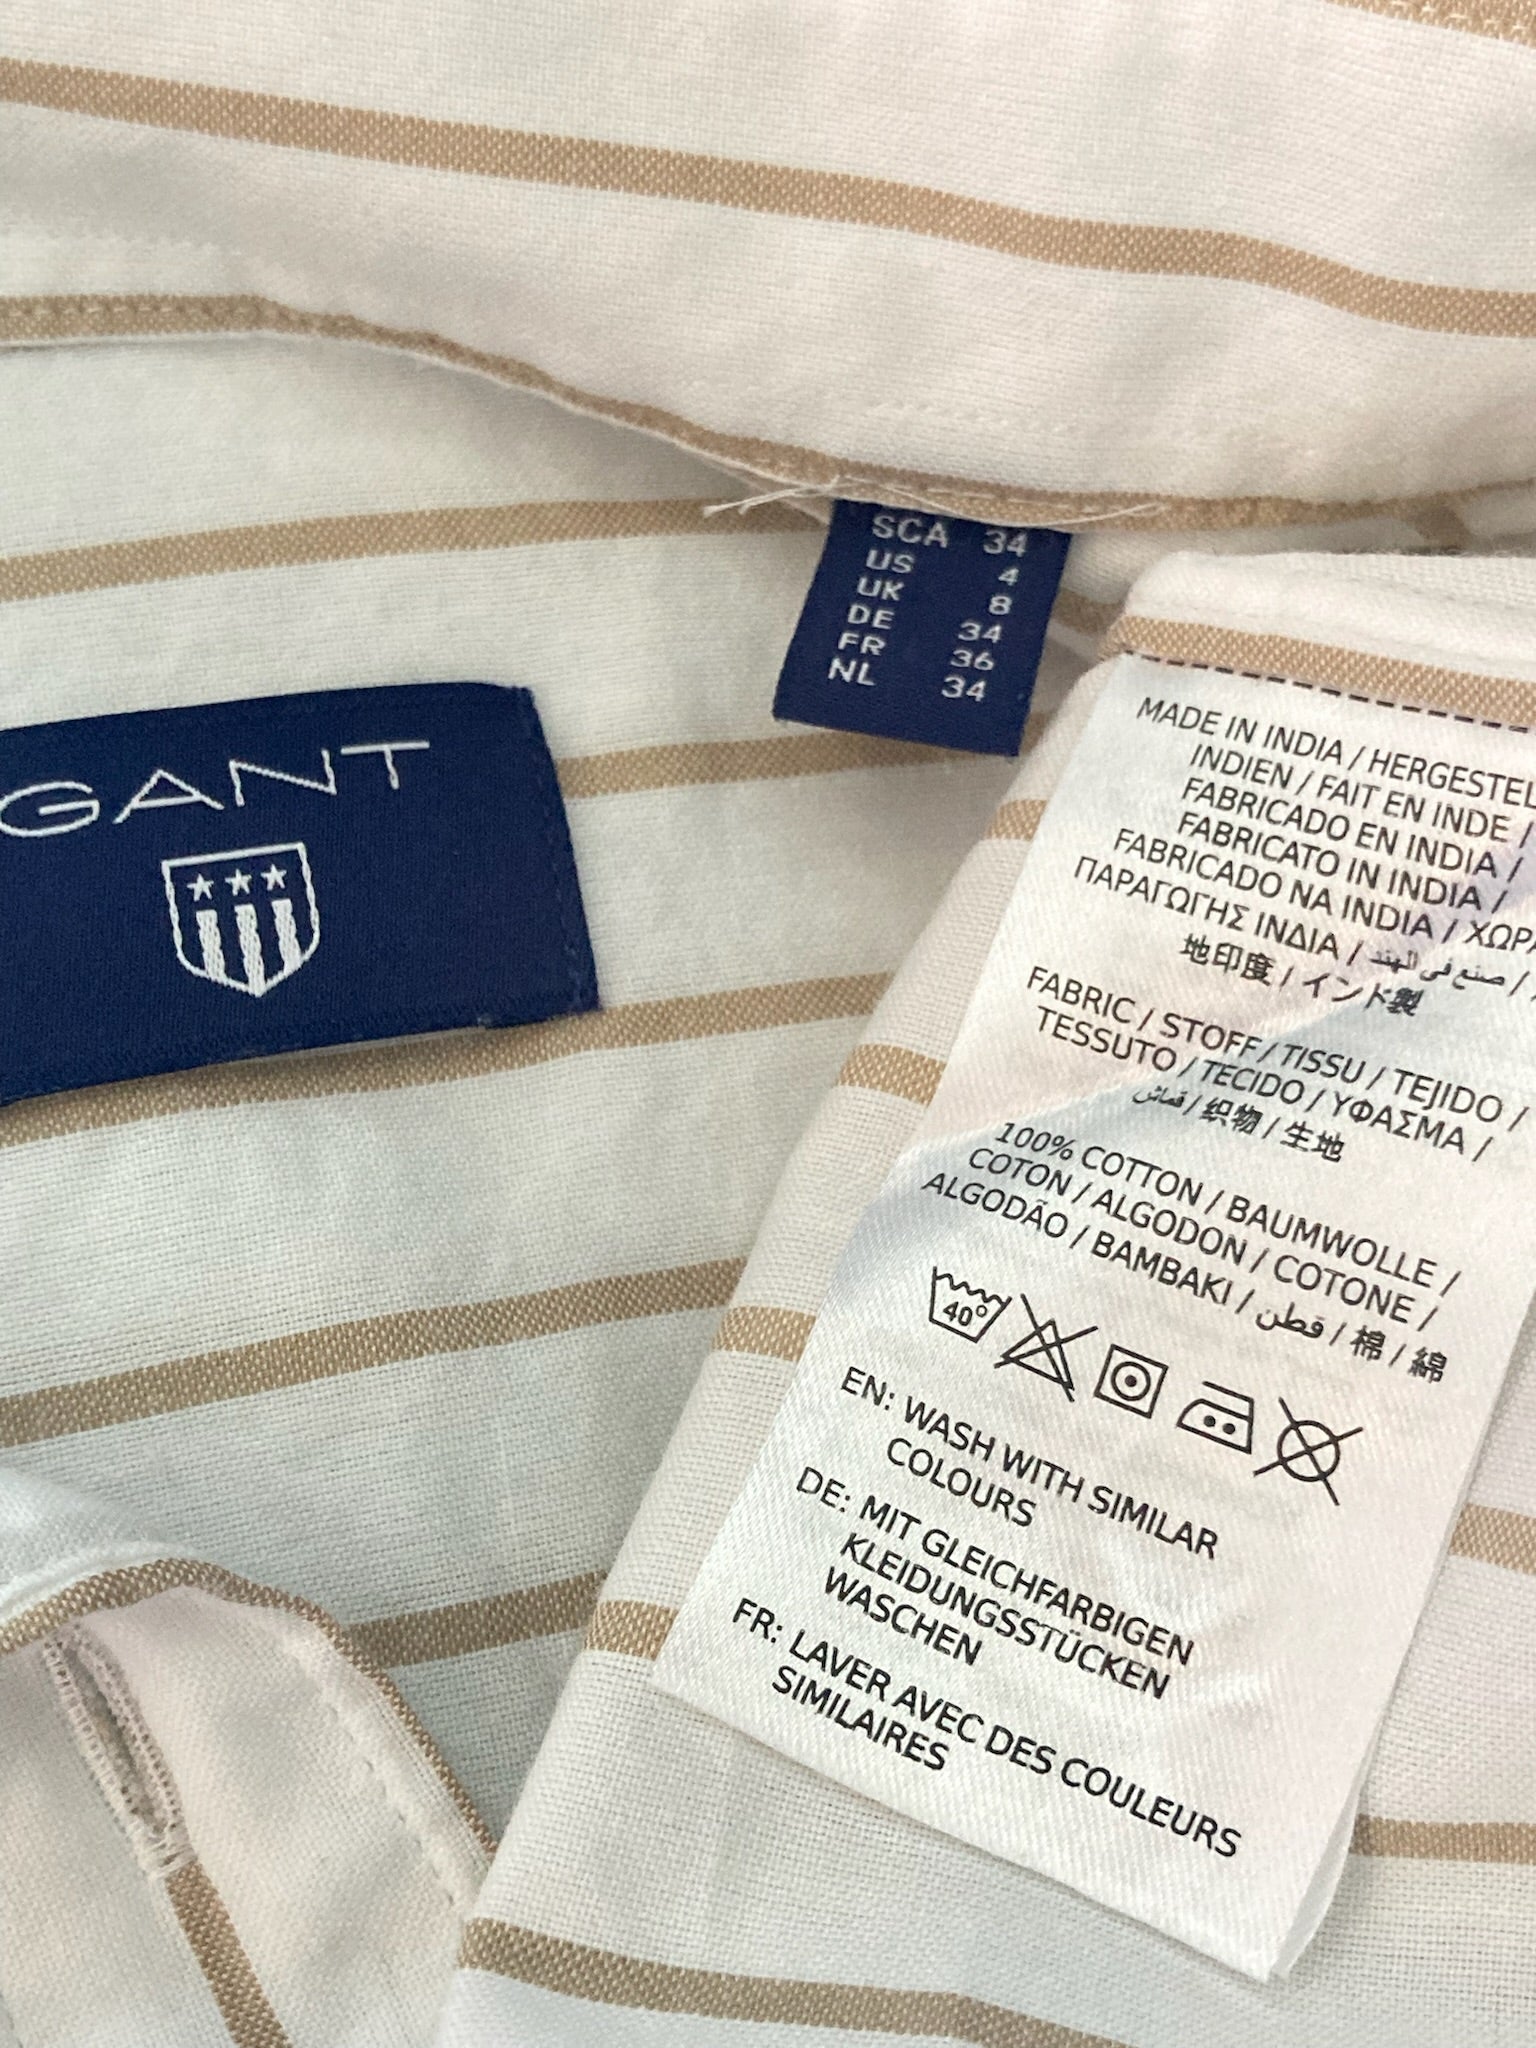 SCA 34
US 4
UK 8
DE 34
FR 36
NL 34
GANT
MADE IN INDIA / HERGESTEL
INDIEN / FAIT EN INDE /
FABRICADO EN INDIA /
FABRICATO IN INDIA /
FABRICADO NA INDIA / ΧΩΡΑ
ΠΑΡΑΓΩΓΗΣ ΙΝΔΙΑ / صنع في الهند /
地印度 / インド製
FABRIC / STOFF / TISSU / TEJIDO /
TESSUTO / TECIDO / ΥΦΑΣΜΑ /
قماش / 织物 / 生地
100% COTTON / BAUMWOLLE /
COTON / ALGODON / COTONE /
ALGODÃO / BAMBAKI / قطن / 棉 / 綿
40°
EN: WASH WITH SIMILAR
COLOURS
DE: MIT GLEICHFARBIGEN
KLEIDUNGSSTÜCKEN
WASCHEN
FR: LAVER AVEC DES COULEURS
SIMILAIRES